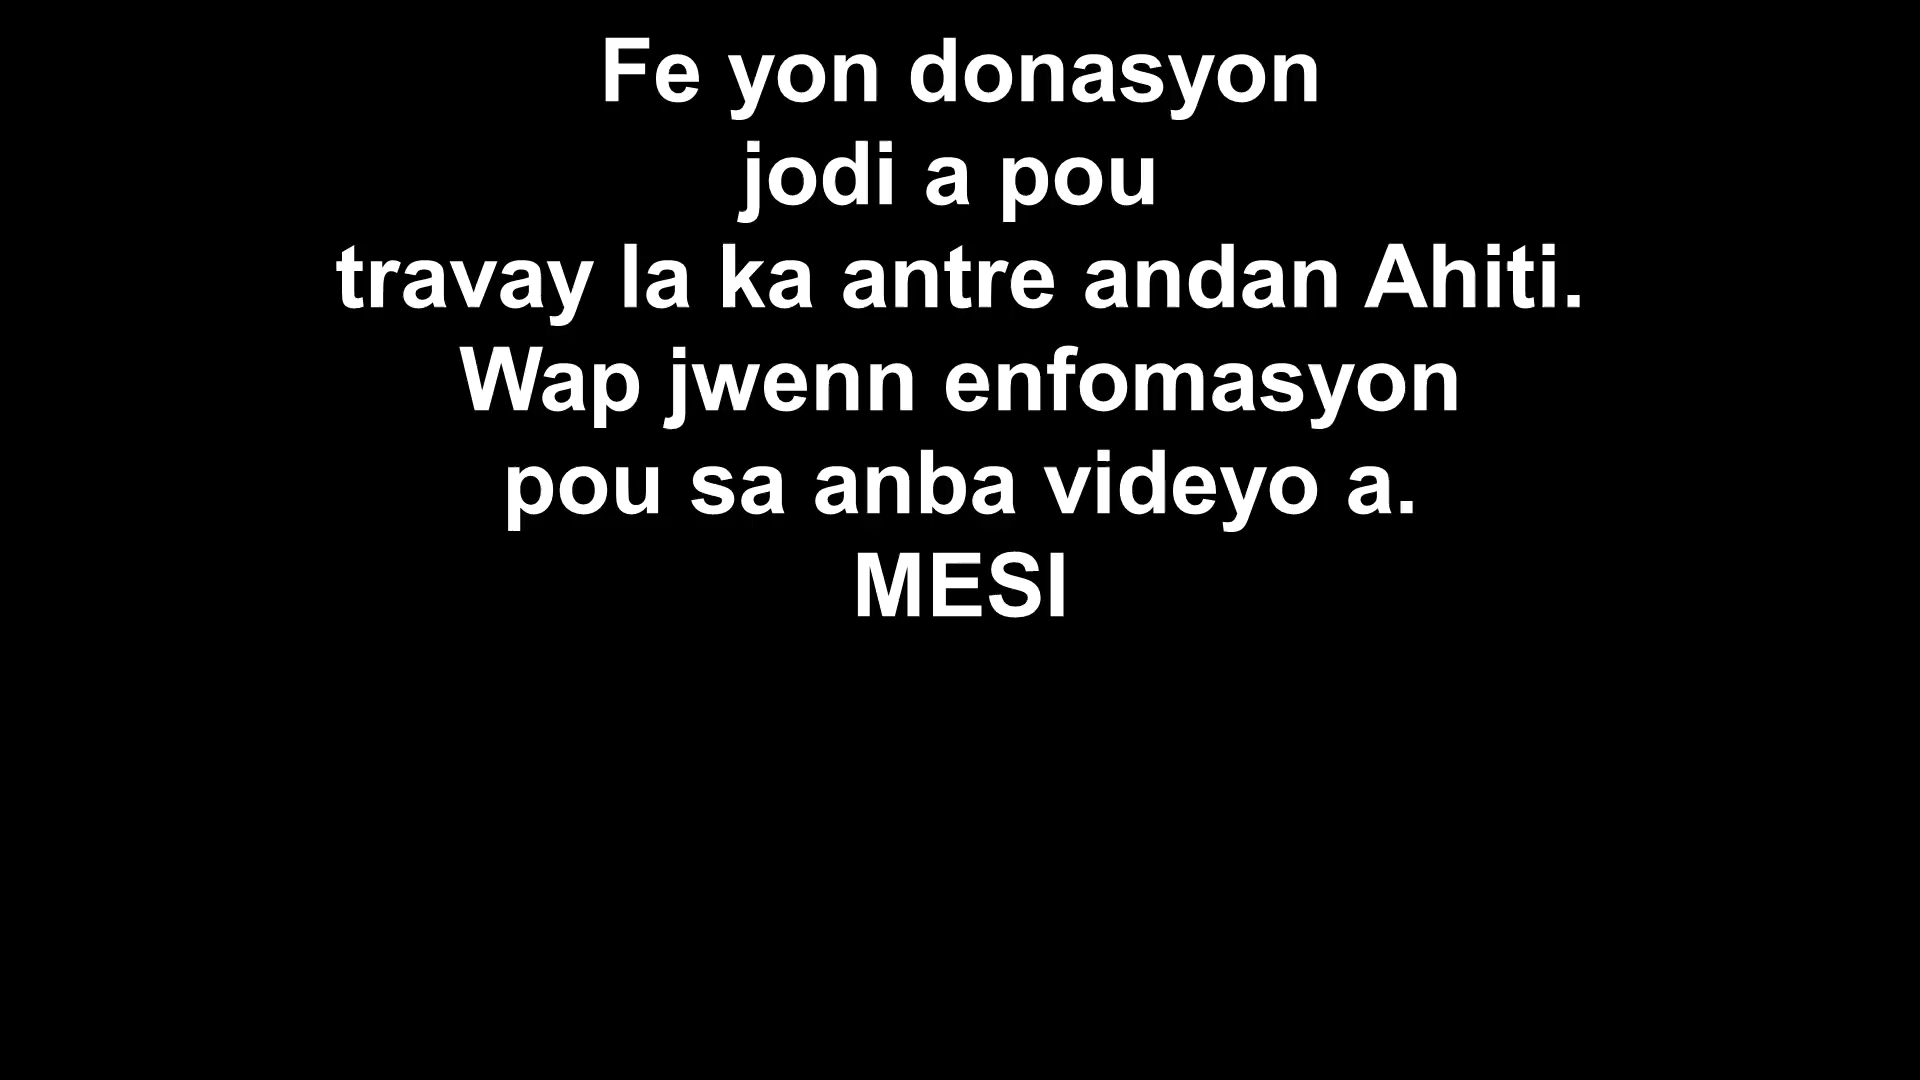 Fe yon donasyon
jodi a pou
travay la ka antre andan Ahiti.
Wap jwenn enfomasyon
pou sa anba videyo a.
MESI